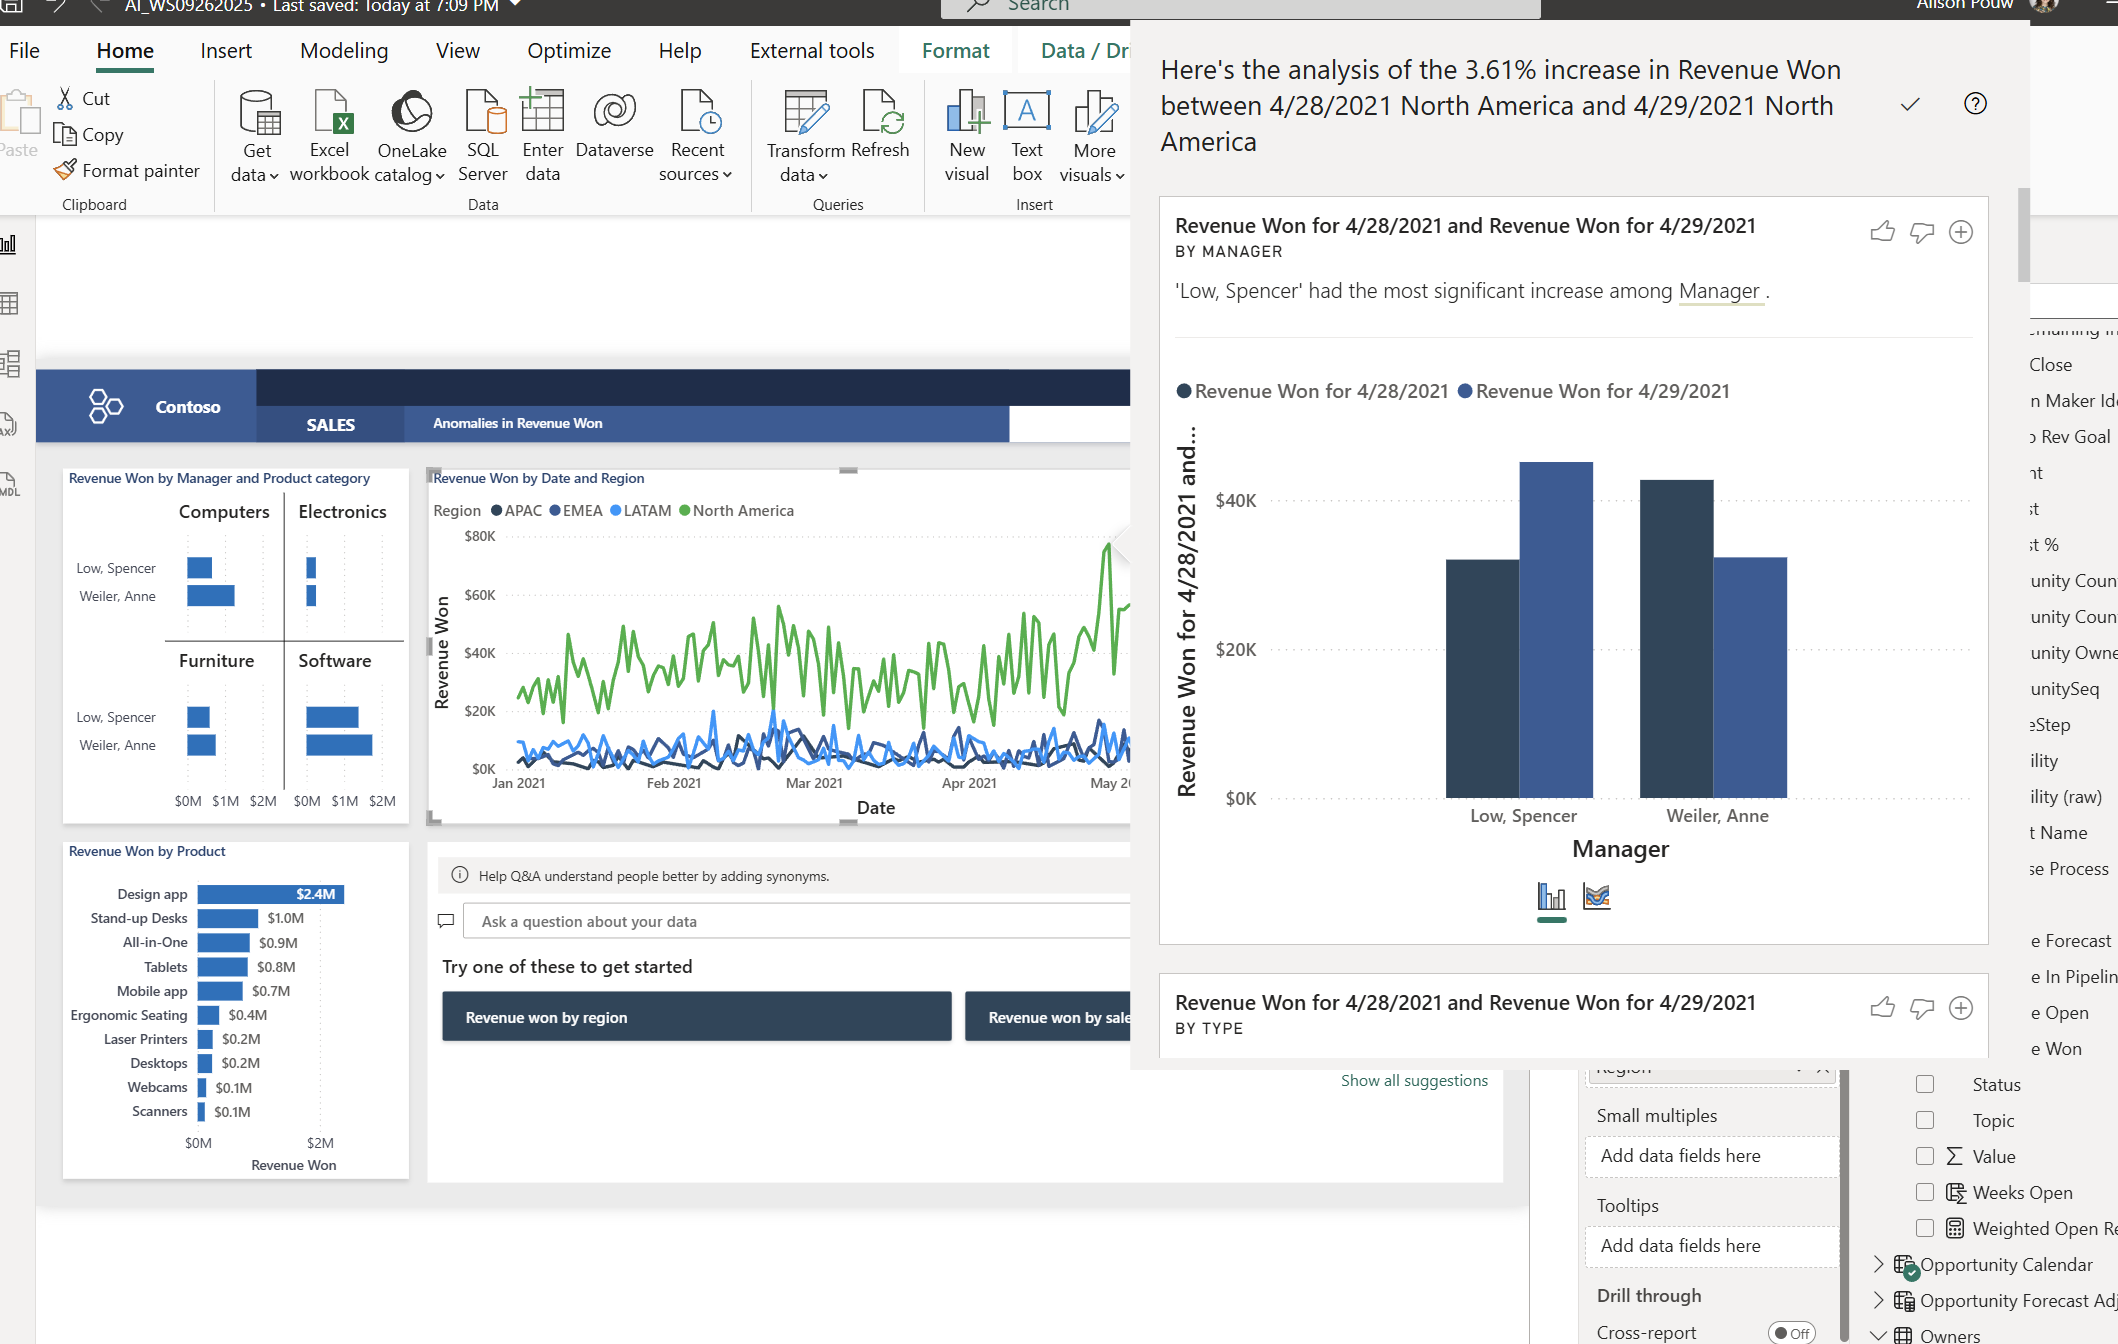 AI_WS09262025 • Last saved: Today at 7:09 PM
Search
Alison Pouw
File
Home
Insert
Modeling
View
Optimize
Help
External tools
Format
Data / Dri
Paste
Cut
Copy
Format painter
Clipboard
Get
data
Excel
workbook
OneLake
catalog
SQL
Server
Enter
data
Dataverse
Recent
sources
Data
Transform
data
Refresh
Queries
New
visual
Text
box
More
visuals
Insert
Here's the analysis of the 3.61% increase in Revenue Won
between 4/28/2021 North America and 4/29/2021 North
America
Revenue Won for 4/28/2021 and Revenue Won for 4/29/2021
BY MANAGER
'Low, Spencer' had the most significant increase among Manager .
Revenue Won for 4/28/2021
Revenue Won for 4/29/2021
Revenue Won for 4/28/2021 and...
$40K
$20K
$0K
Low, Spencer
Weiler, Anne
Manager
Revenue Won for 4/28/2021 and Revenue Won for 4/29/2021
BY TYPE
Contoso
SALES
Anomalies in Revenue Won
Revenue Won by Manager and Product category
Computers
Electronics
Low, Spencer
Weiler, Anne
Furniture
Software
Low, Spencer
Weiler, Anne
$0M $1M $2M $0M $1M $2M
Revenue Won by Date and Region
Region APAC EMEA LATAM North America
Revenue Won
$80K
$60K
$40K
$20K
$0K
Jan 2021
Feb 2021
Mar 2021
Apr 2021
May 20
Date
Revenue Won by Product
Design app $2.4M
Stand-up Desks $1.0M
All-in-One $0.9M
Tablets $0.8M
Mobile app $0.7M
Ergonomic Seating $0.4M
Laser Printers $0.2M
Desktops $0.2M
Webcams $0.1M
Scanners $0.1M
$0M $2M
Revenue Won
Help Q&A understand people better by adding synonyms.
Ask a question about your data
Try one of these to get started
Revenue won by region
Revenue won by sale
Show all suggestions
Region
Small multiples
Add data fields here
Tooltips
Add data fields here
Drill through
Cross-report
Off
Close
n Maker Ide
o Rev Goal
nt
st
st %
unity Coun
unity Coun
unity Owne
unitySeq
eStep
ility
ility (raw)
t Name
se Process
e Forecast
e In Pipelin
e Open
e Won
Status
Topic
Value
Weeks Open
Weighted Open Re
Opportunity Calendar
Opportunity Forecast Adj
Owners